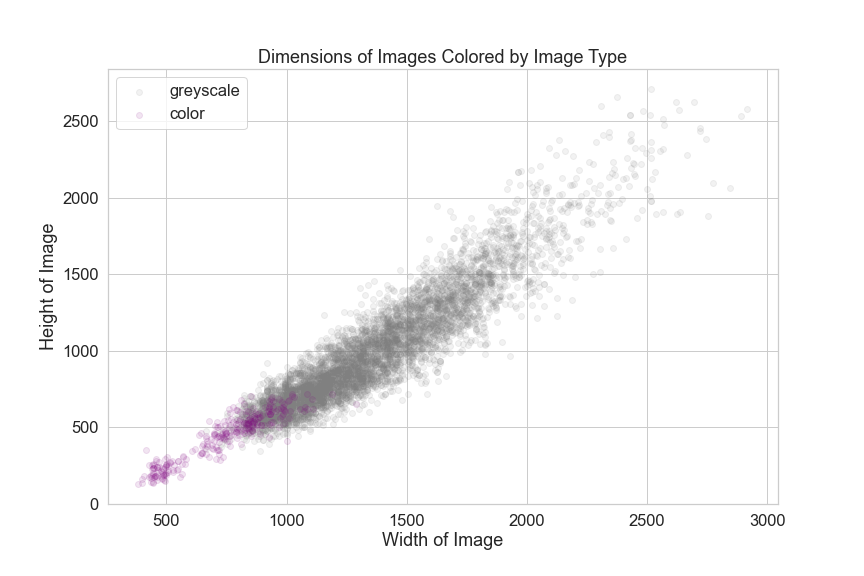 Dimensions of Images Colored by Image Type
greyscale
color
Height of Image
2500
2000
1500
1000
500
0
500
1000
1500
2000
2500
3000
Width of Image